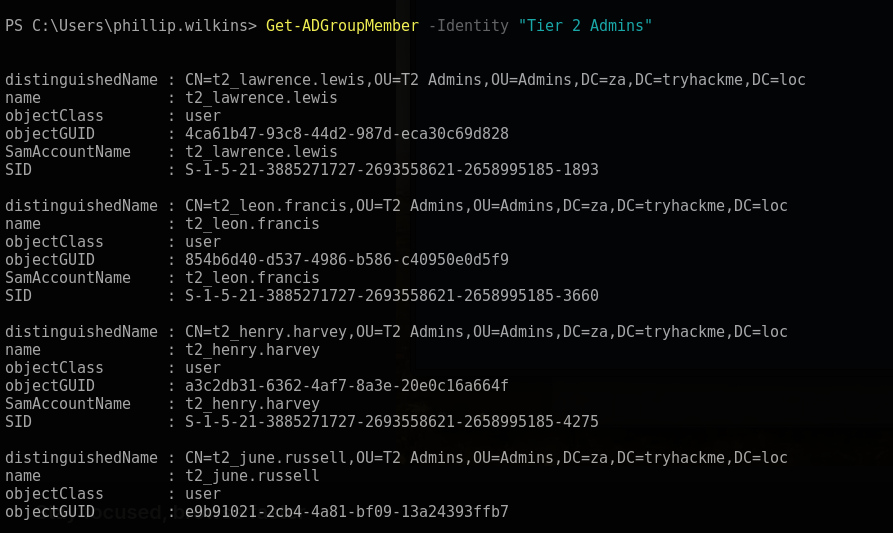 PS C:\Users\phillip.wilkins> Get-ADGroupMember -Identity "Tier 2 Admins"
distinguishedName : CN=t2_lawrence.lewis,OU=T2 Admins,OU=Admins,DC=za,DC=tryhackme,DC=loc
name : t2_lawrence.lewis
objectClass : user
objectGUID : 4ca61b47-93c8-44d2-987d-eca30c69d828
SamAccountName : t2_lawrence.lewis
SID : S-1-5-21-3885271727-2693558621-2658995185-1893
distinguishedName : CN=t2_leon.francis,OU=T2 Admins,OU=Admins,DC=za,DC=tryhackme,DC=loc
name : t2_leon.francis
objectClass : user
objectGUID : 854b6d40-d537-4986-b586-c40950e0d5f9
SamAccountName : t2_leon.francis
SID : S-1-5-21-3885271727-2693558621-2658995185-3660
distinguishedName : CN=t2_henry.harvey,OU=T2 Admins,OU=Admins,DC=za,DC=tryhackme,DC=loc
name : t2_henry.harvey
objectClass : user
objectGUID : a3c2db31-6362-4af7-8a3e-20e0c16a664f
SamAccountName : t2_henry.harvey
SID : S-1-5-21-3885271727-2693558621-2658995185-4275
distinguishedName : CN=t2_june.russell,OU=T2 Admins,OU=Admins,DC=za,DC=tryhackme,DC=loc
name : t2_june.russell
objectClass : user
objectGUID : e9b91021-2cb4-4a81-bf09-13a24393ffb7